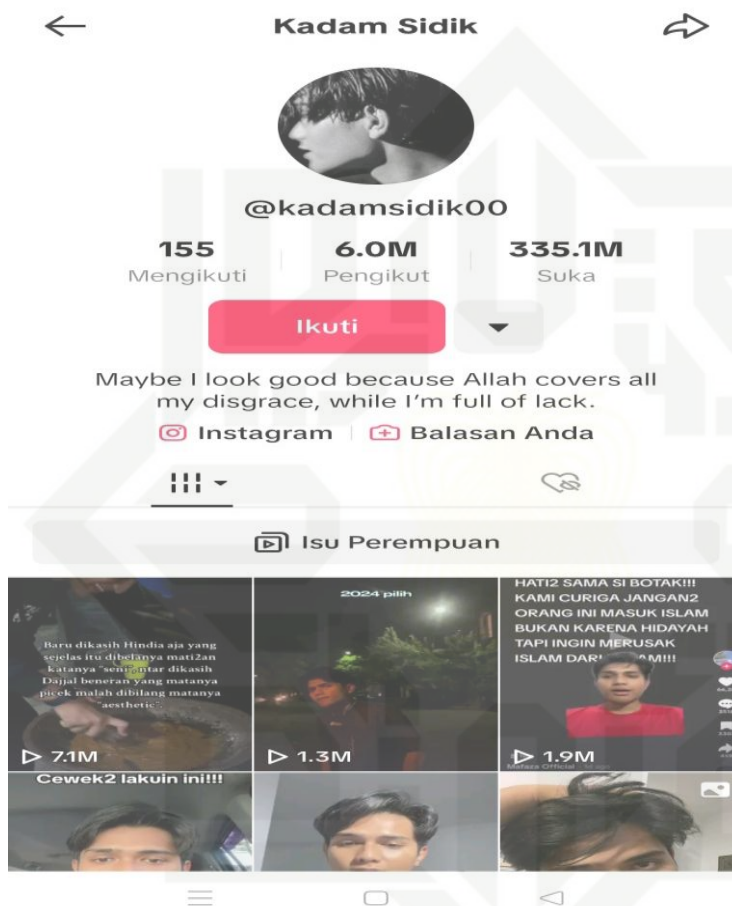 Kadam Sidik
@kadamsidik00
155
Mengikuti
6.0M
Pengikut
335.1M
Suka
Ikuti
Maybe I look good because Allah covers all
my disgrace, while I'm full of lack.
Instagram
Balasan Anda
Isu Perempuan
Baru dikasih Hindia aja yang
sejelas itu dibelanya mati2an
katanya "seni", ntar dikasih
Dajjal beneran yang matanya
picek malah dibilang matanya
"aesthetic".
7.1M
2024 pilih
1.3M
HATI2 SAMA SI BOTAK!!!
KAMI CURIGA JANGAN2
ORANG INI MASUK ISLAM
BUKAN KARENA HIDAYAH
TAPI INGIN MERUSAK
ISLAM
1.9M
Mafaza Official
Cewek2 lakuin ini!!!